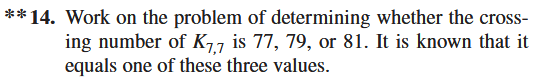 **14. Work on the problem of determining whether the cross-
ing number of K7,7 is 77, 79, or 81. It is known that it
equals one of these three values.